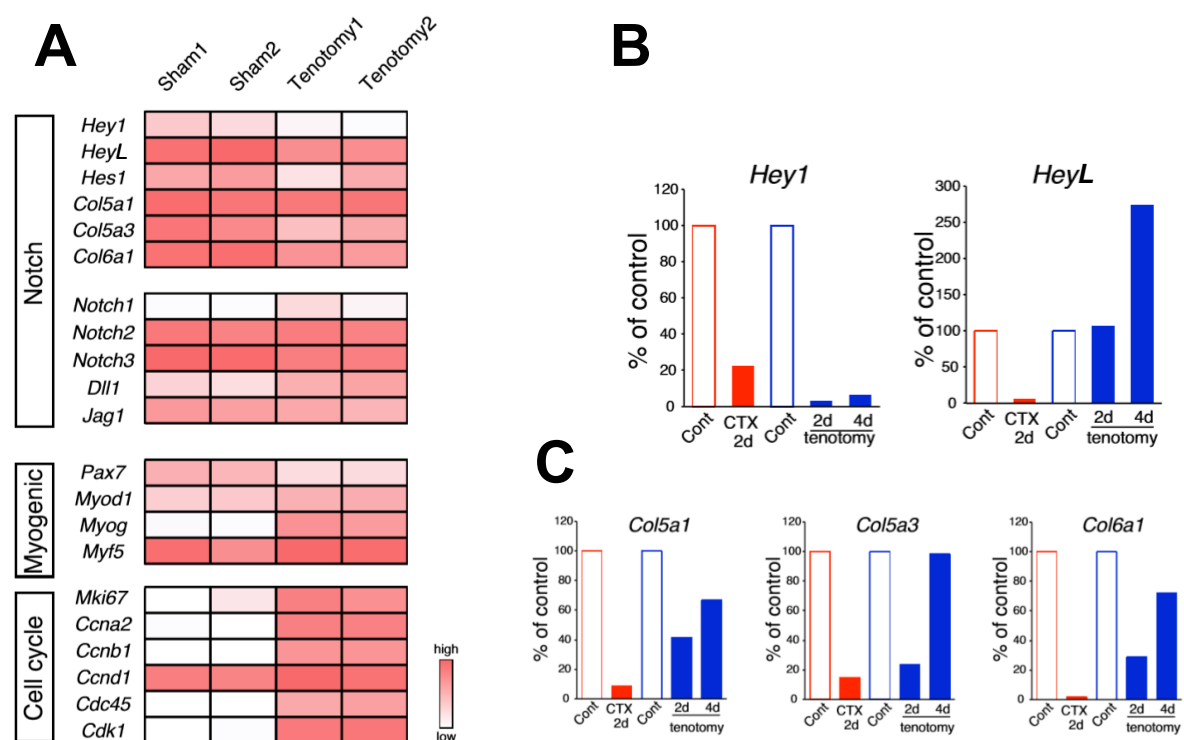 A
Sham1
Sham2
Tenotomy1
Tenotomy2
Notch
Hey1
HeyL
Hes1
Col5a1
Col5a3
Col6a1
Notch1
Notch2
Notch3
Dll1
Jag1
Myogenic
Pax7
Myod1
Myog
Myf5
Cell cycle
Mki67
Ccna2
Ccnb1
Ccnd1
Cdc45
Cdk1
high
low
B
Hey1
% of control
120
100
80
60
40
20
0
Cont
CTX
2d
Cont
2d 4d
tenotomy
HeyL
% of control
300
250
200
150
100
50
0
Cont
CTX
2d
Cont
2d 4d
tenotomy
C
Col5a1
% of control
120
100
80
60
40
20
0
Cont
CTX
2d
Cont
2d 4d
tenotomy
Col5a3
% of control
120
100
80
60
40
20
0
Cont
CTX
2d
Cont
2d 4d
tenotomy
Col6a1
% of control
120
100
80
60
40
20
0
Cont
CTX
2d
Cont
2d 4d
tenotomy